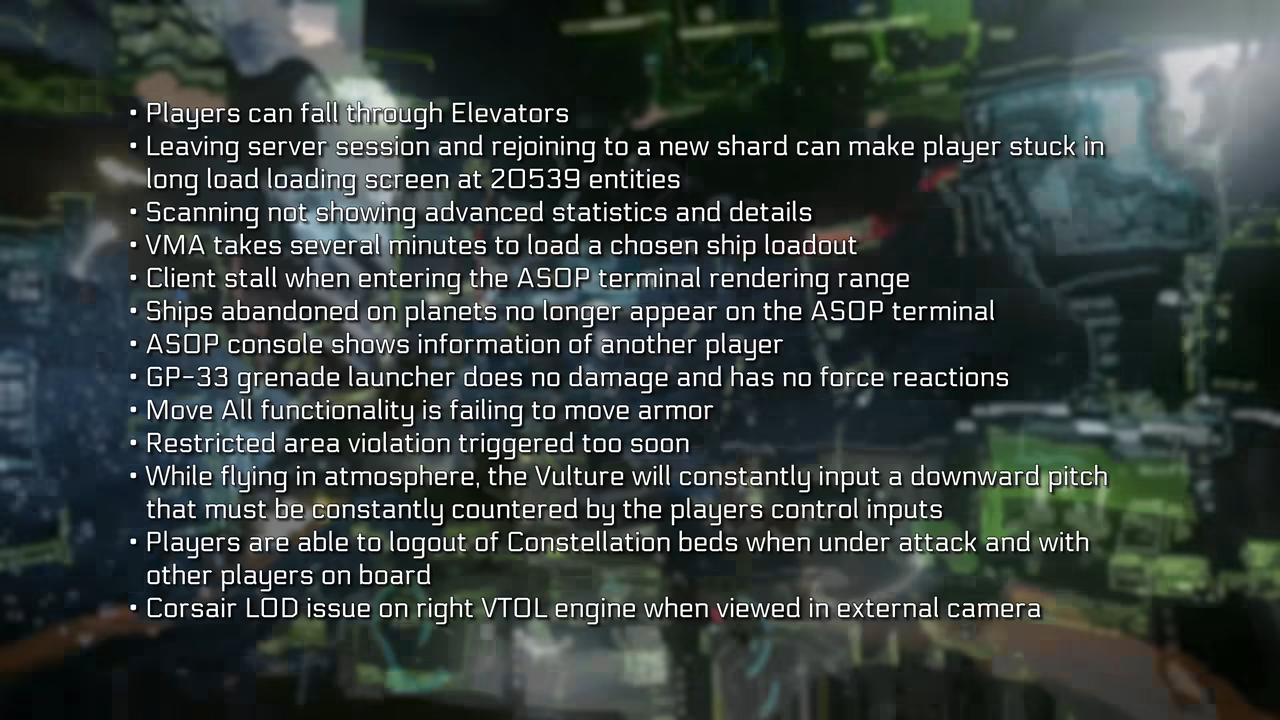 • Players can fall through Elevators
• Leaving server session and rejoining to a new shard can make player stuck in
long load loading screen at 20539 entities
• Scanning not showing advanced statistics and details
• VMA takes several minutes to load a chosen ship loadout
• Client stall when entering the ASOP terminal rendering range
• Ships abandoned on planets no longer appear on the ASOP terminal
• ASOP console shows information of another player
• GP-33 grenade launcher does no damage and has no force reactions
• Move All functionality is failing to move armor
• Restricted area violation triggered too soon
• While flying in atmosphere, the Vulture will constantly input a downward pitch
that must be constantly countered by the players control inputs
• Players are able to logout of Constellation beds when under attack and with
other players on board
• Corsair LOD issue on right VTOL engine when viewed in external camera